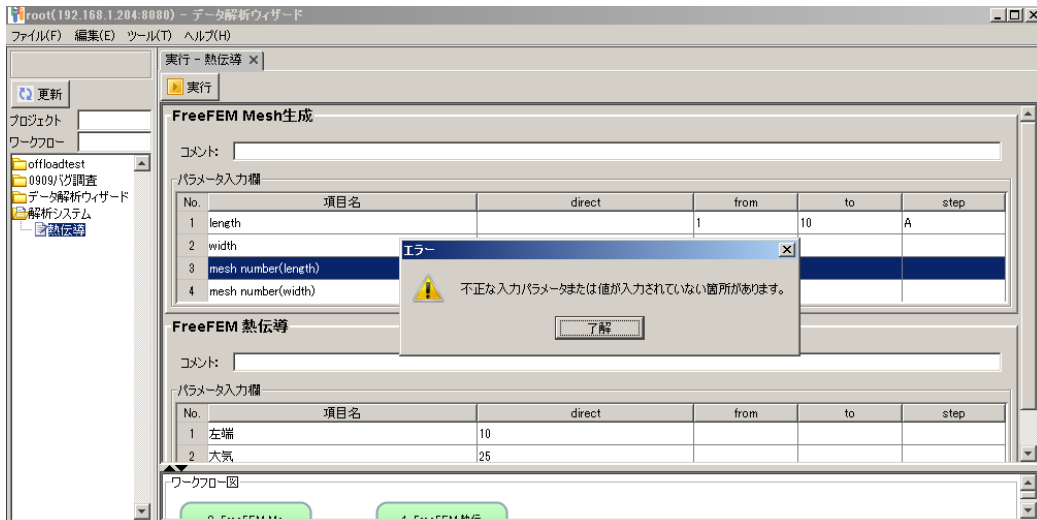 root(192.168.1.204:8080) - データ解析ウィザード
ファイル(F) 編集(E) ツール(T) ヘルプ(H)
実行 - 熱伝導
更新
実行
プロジェクト
ワークフロー
offloadtest
0909バグ調査
データ解析ウィザード
解析システム
熱伝導
FreeFEM Mesh生成
コメント:
パラメータ入力欄
No. 項目名 direct from to step
1 length 1 10 A
2 width
3 mesh number(length)
4 mesh number(width)
エラー
不正な入力パラメータまたは値が入力されていない箇所があります。
了解
FreeFEM 熱伝導
コメント:
パラメータ入力欄
No. 項目名 direct from to step
1 左端 10
2 大気 25
ワークフロー図